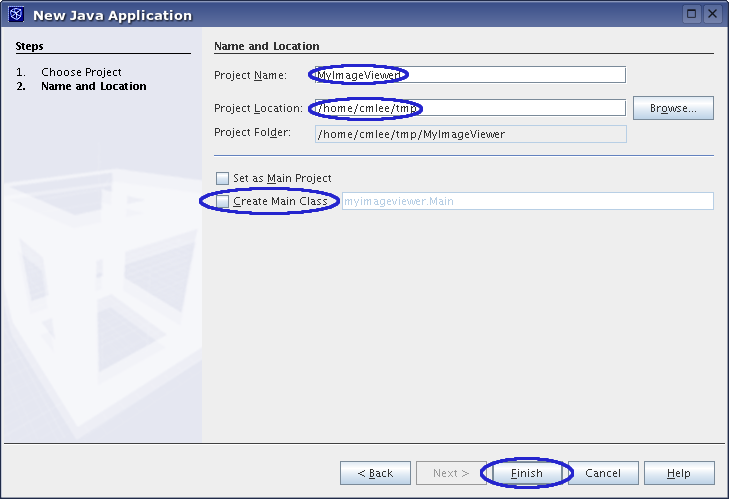 New Java Application
Steps
1. Choose Project
2. Name and Location
Name and Location
Project Name: MyImageViewer
Project Location: /home/cmlee/tmp Browse...
Project Folder: /home/cmlee/tmp/MyImageViewer
Set as Main Project
Create Main Class myimageviewer.Main
< Back Next > Finish Cancel Help